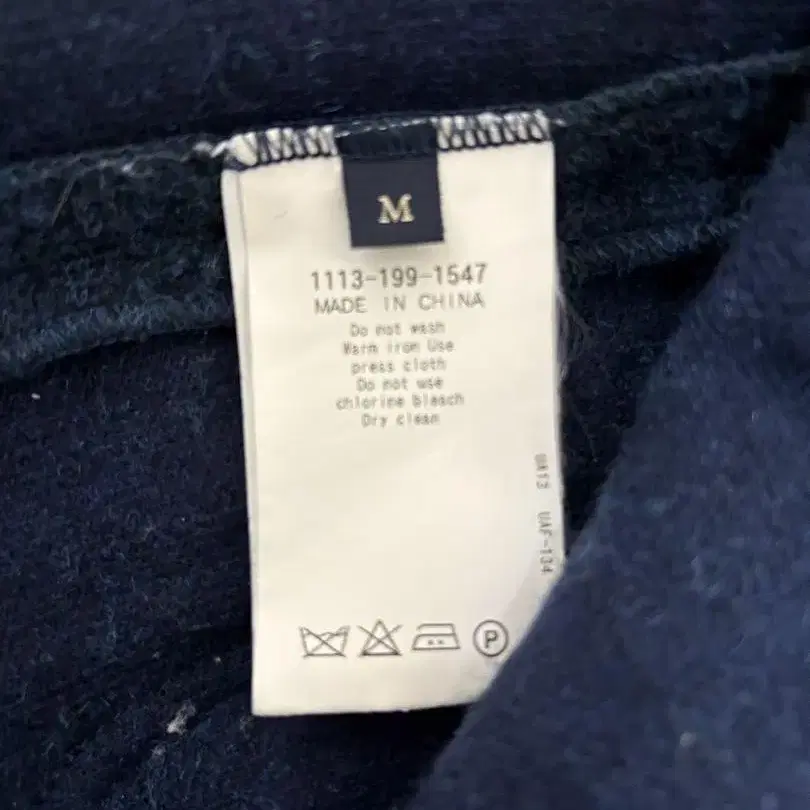 M
1113-199-1547
MADE IN CHINA
Do not wash
Warm iron Use
press cloth
Do not use
chlorine bleach
Dry clean
UAF-134
P